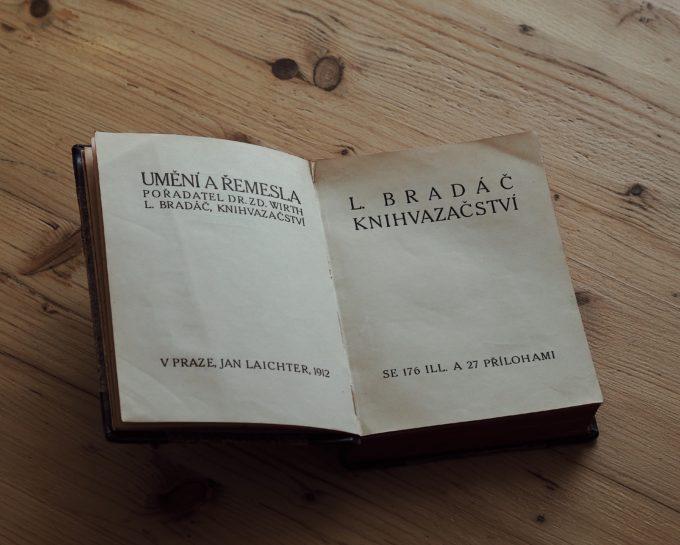 UMĚNÍ A ŘEMESLA
POŘADATEL DR. ZD. WIRTH
L. BRADÁČ, KNIHVAZAČSTVÍ
V PRAZE, JAN LAICHTER, 1912
L. BRADÁČ
KNIHVAZAČSTVÍ
SE 176 ILL. A 27 PŘÍLOHAMI